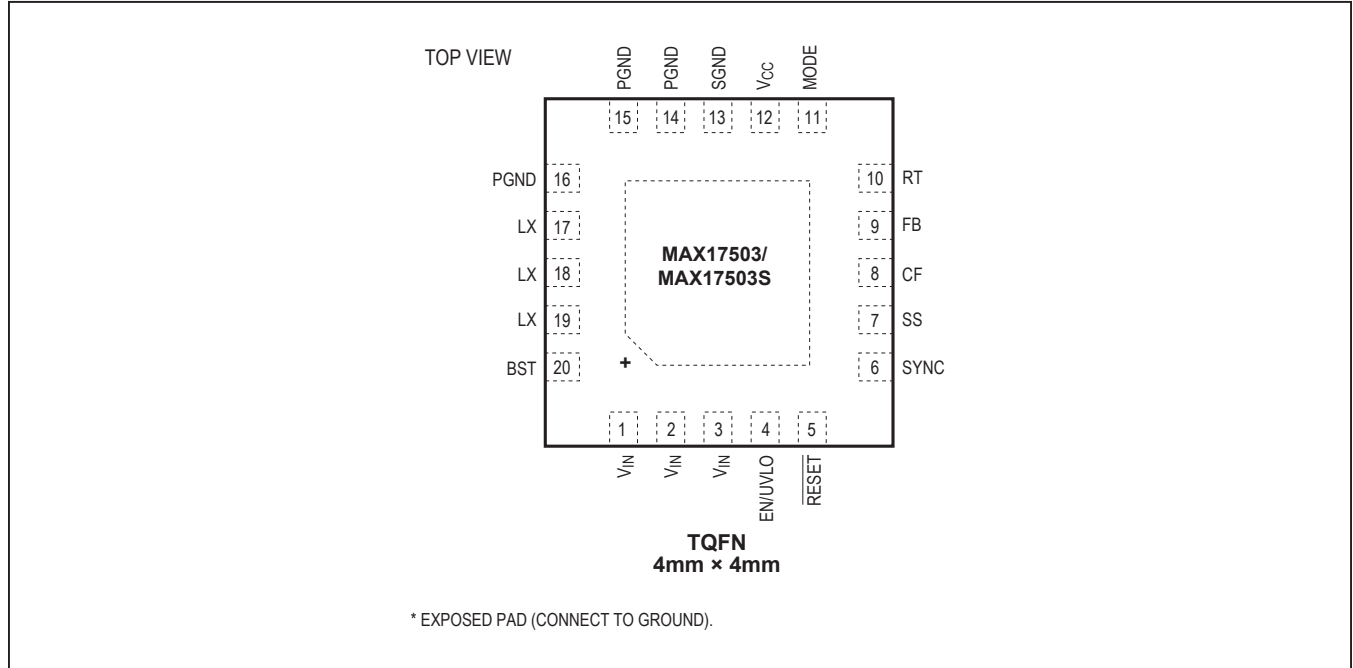 TOP VIEW
PGND
PGND
SGND
VCC
MODE
15 14 13 12 11
PGND 16
10 RT
LX 17
9 FB
LX 18
8 CF
LX 19
7 SS
BST 20
6 SYNC
MAX17503/
MAX17503S
+
1 2 3 4 5
VIN
VIN
VIN
EN/UVLO
RESET
TQFN
4mm × 4mm
* EXPOSED PAD (CONNECT TO GROUND).